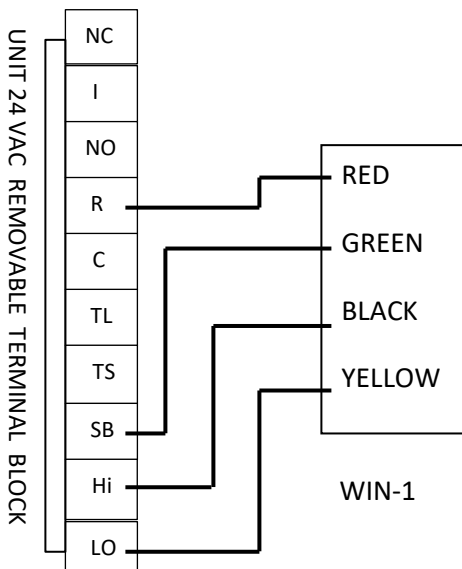 UNIT 24 VAC REMOVABLE TERMINAL BLOCK
NC
I
NO
R
C
TL
TS
SB
Hi
LO
RED
GREEN
BLACK
YELLOW
WIN-1